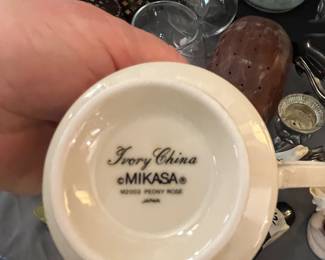 Ivory China
©MIKASA®
M2002 PEONY ROSE
JAPAN